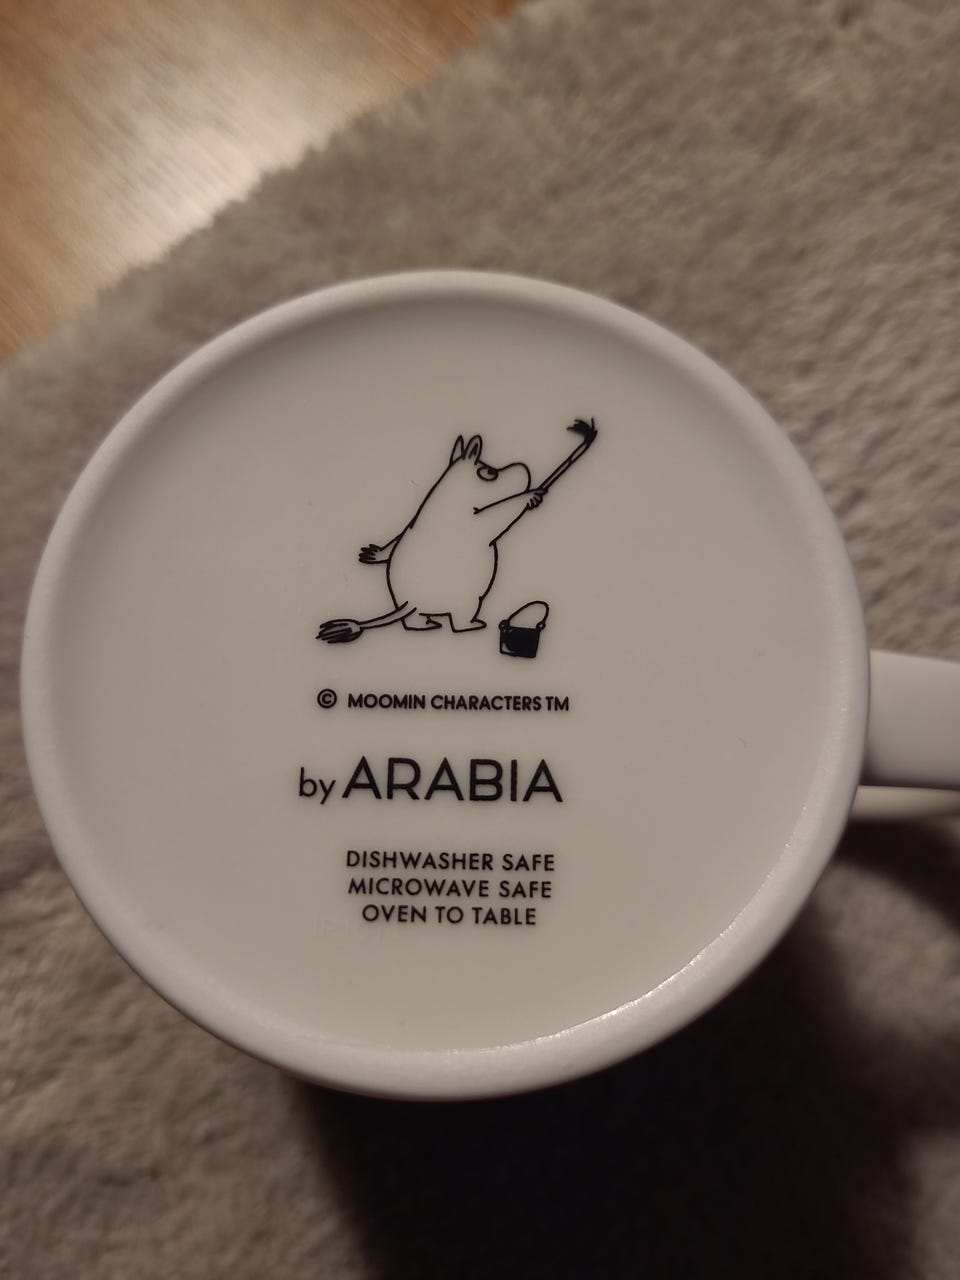 © MOOMIN CHARACTERS TM
by ARABIA
DISHWASHER SAFE
MICROWAVE SAFE
OVEN TO TABLE